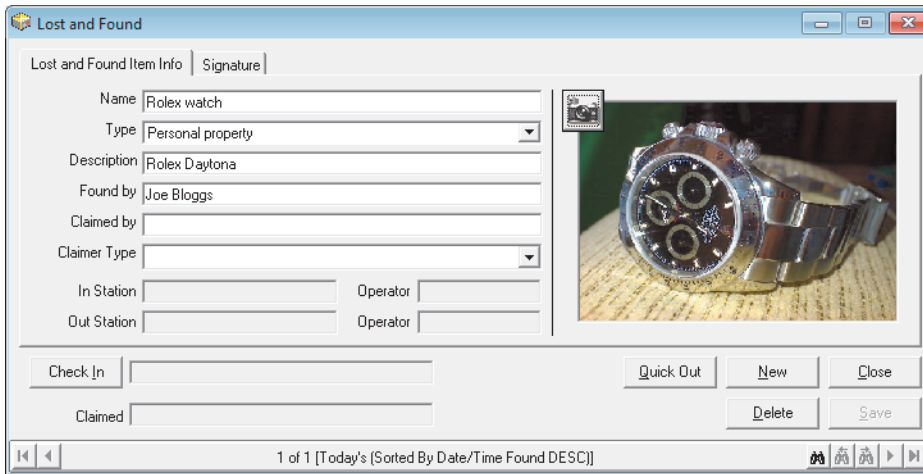 Lost and Found
Lost and Found Item Info Signature
Name Rolex watch
Type Personal property
Description Rolex Daytona
Found by Joe Bloggs
Claimed by
Claimer Type
In Station Operator
Out Station Operator
Check In Quick Out New Close
Claimed Delete Save
1 of 1 [Today's (Sorted By Date/Time Found DESC)]